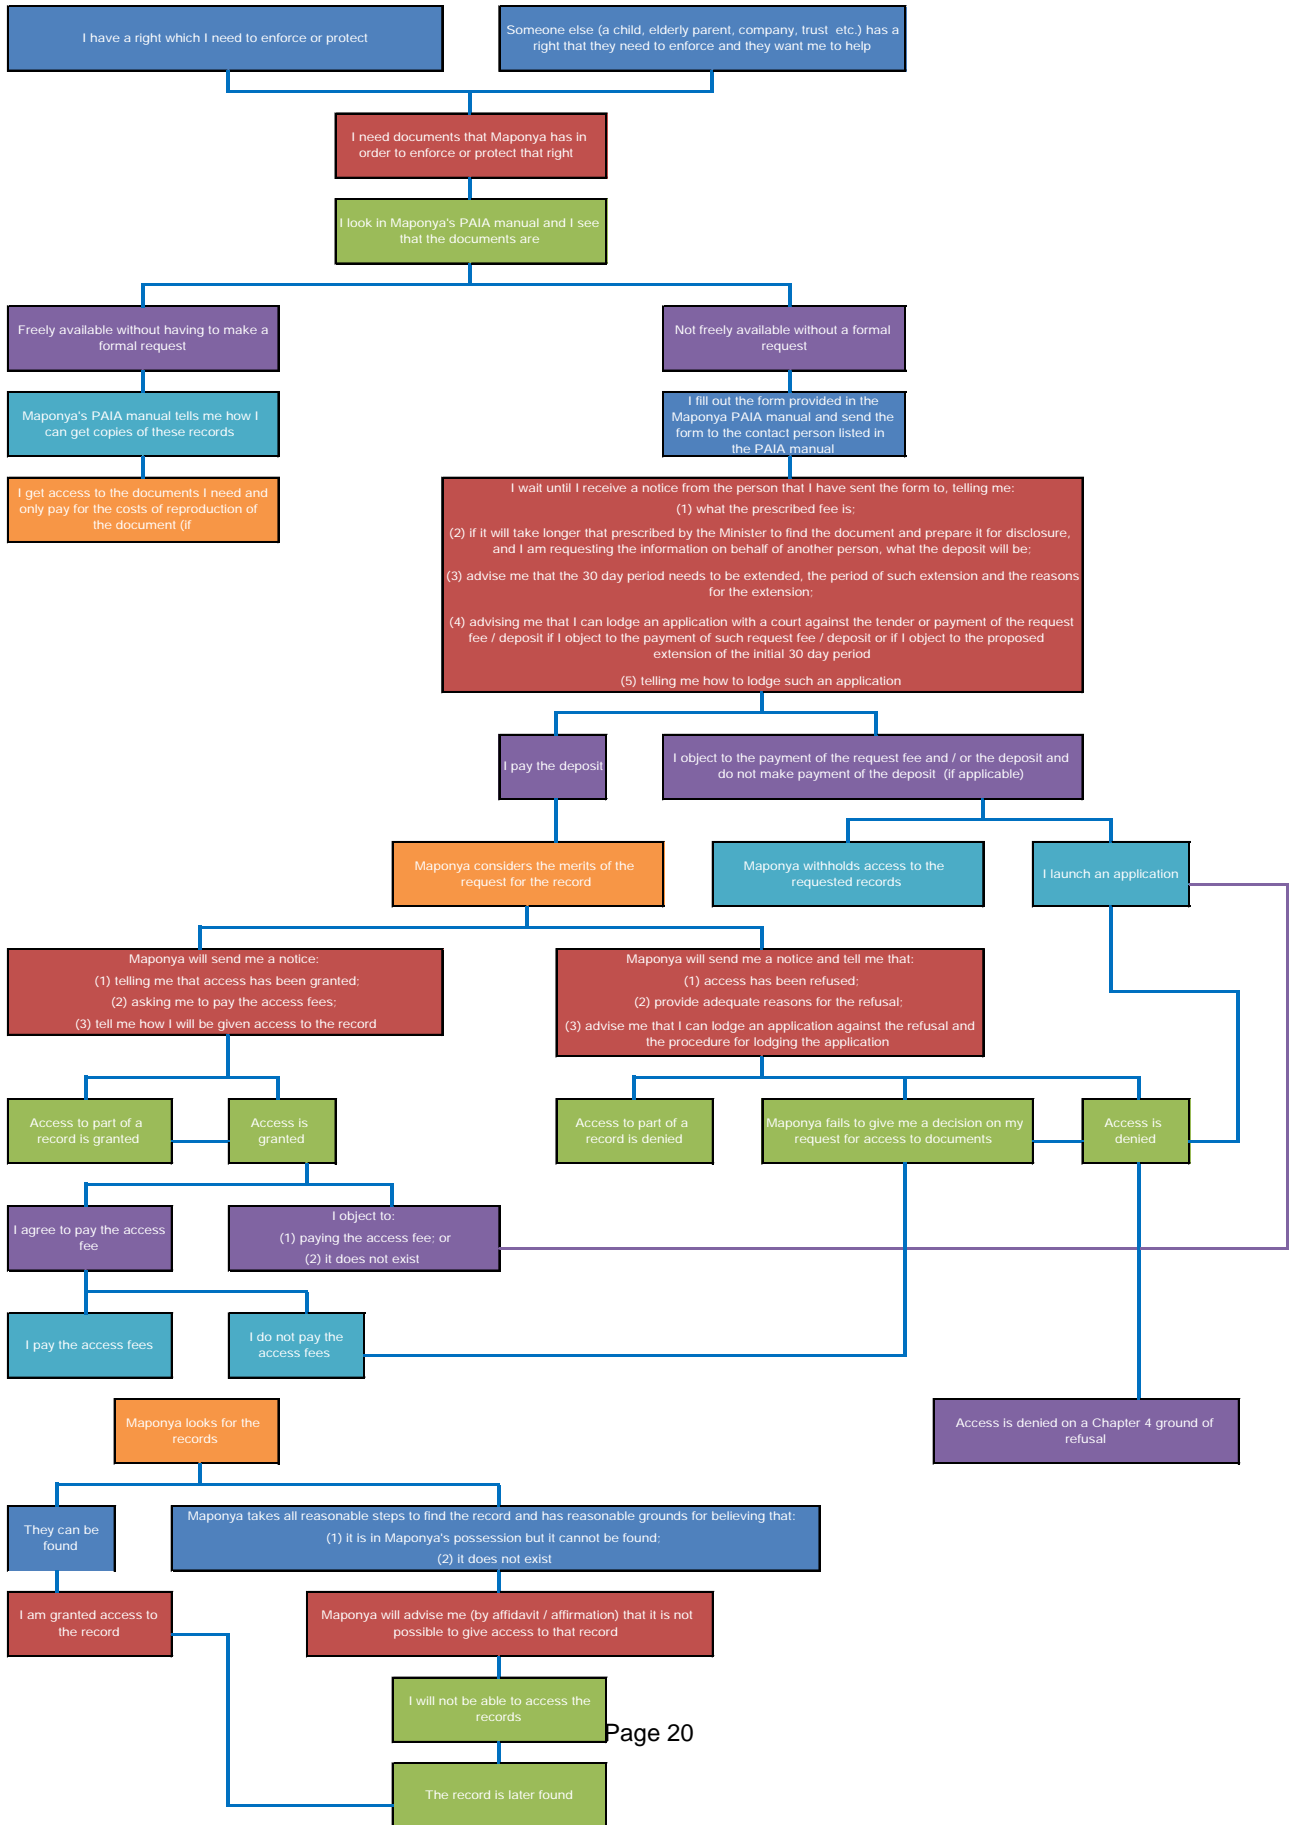 I have a right which I need to enforce or protect
Someone else (a child, elderly parent, company, trust etc.) has a
right that they need to enforce and they want me to help
I need documents that Maponya has in
order to enforce or protect that right
I look in Maponya's PAIA manual and I see
that the documents are
Freely available without having to make a
formal request
Not freely available without a formal
request
Maponya's PAIA manual tells me how I
can get copies of these records
I fill out the form provided in the
Maponya PAIA manual and send the
form to the contact person listed in
the PAIA manual
I get access to the documents I need and
only pay for the costs of reproduction of
the document (if
I wait until I receive a notice from the person that I have sent the form to, telling me:
(1) what the prescribed fee is;
(2) if it will take longer that prescribed by the Minister to find the document and prepare it for disclosure,
and I am requesting the information on behalf of another person, what the deposit will be;
(3) advise me that the 30 day period needs to be extended, the period of such extension and the reasons
for the extension;
(4) advising me that I can lodge an application with a court against the tender or payment of the request
fee / deposit if I object to the payment of such request fee / deposit or if I object to the proposed
extension of the initial 30 day period
(5) telling me how to lodge such an application
I pay the deposit
I object to the payment of the request fee and / or the deposit and
do not make payment of the deposit (if applicable)
Maponya considers the merits of the
request for the record
Maponya withholds access to the
requested records
I launch an application
Maponya will send me a notice:
(1) telling me that access has been granted;
(2) asking me to pay the access fees;
(3) tell me how I will be given access to the record
Maponya will send me a notice and tell me that:
(1) access has been refused;
(2) provide adequate reasons for the refusal;
(3) advise me that I can lodge an application against the refusal and
the procedure for lodging the application
Access to part of a
record is granted
Access is
granted
Access to part of a
record is denied
Maponya fails to give me a decision on my
request for access to documents
Access is
denied
I agree to pay the access
fee
I object to:
(1) paying the access fee; or
(2) it does not exist
I pay the access fees
I do not pay the
access fees
Maponya looks for the
records
Access is denied on a Chapter 4 ground of
refusal
They can be
found
Maponya takes all reasonable steps to find the record and has reasonable grounds for believing that:
(1) it is in Maponya's possession but it cannot be found;
(2) it does not exist
I am granted access to
the record
Maponya will advise me (by affidavit / affirmation) that it is not
possible to give access to that record
I will not be able to access the
records
Page 20
The record is later found